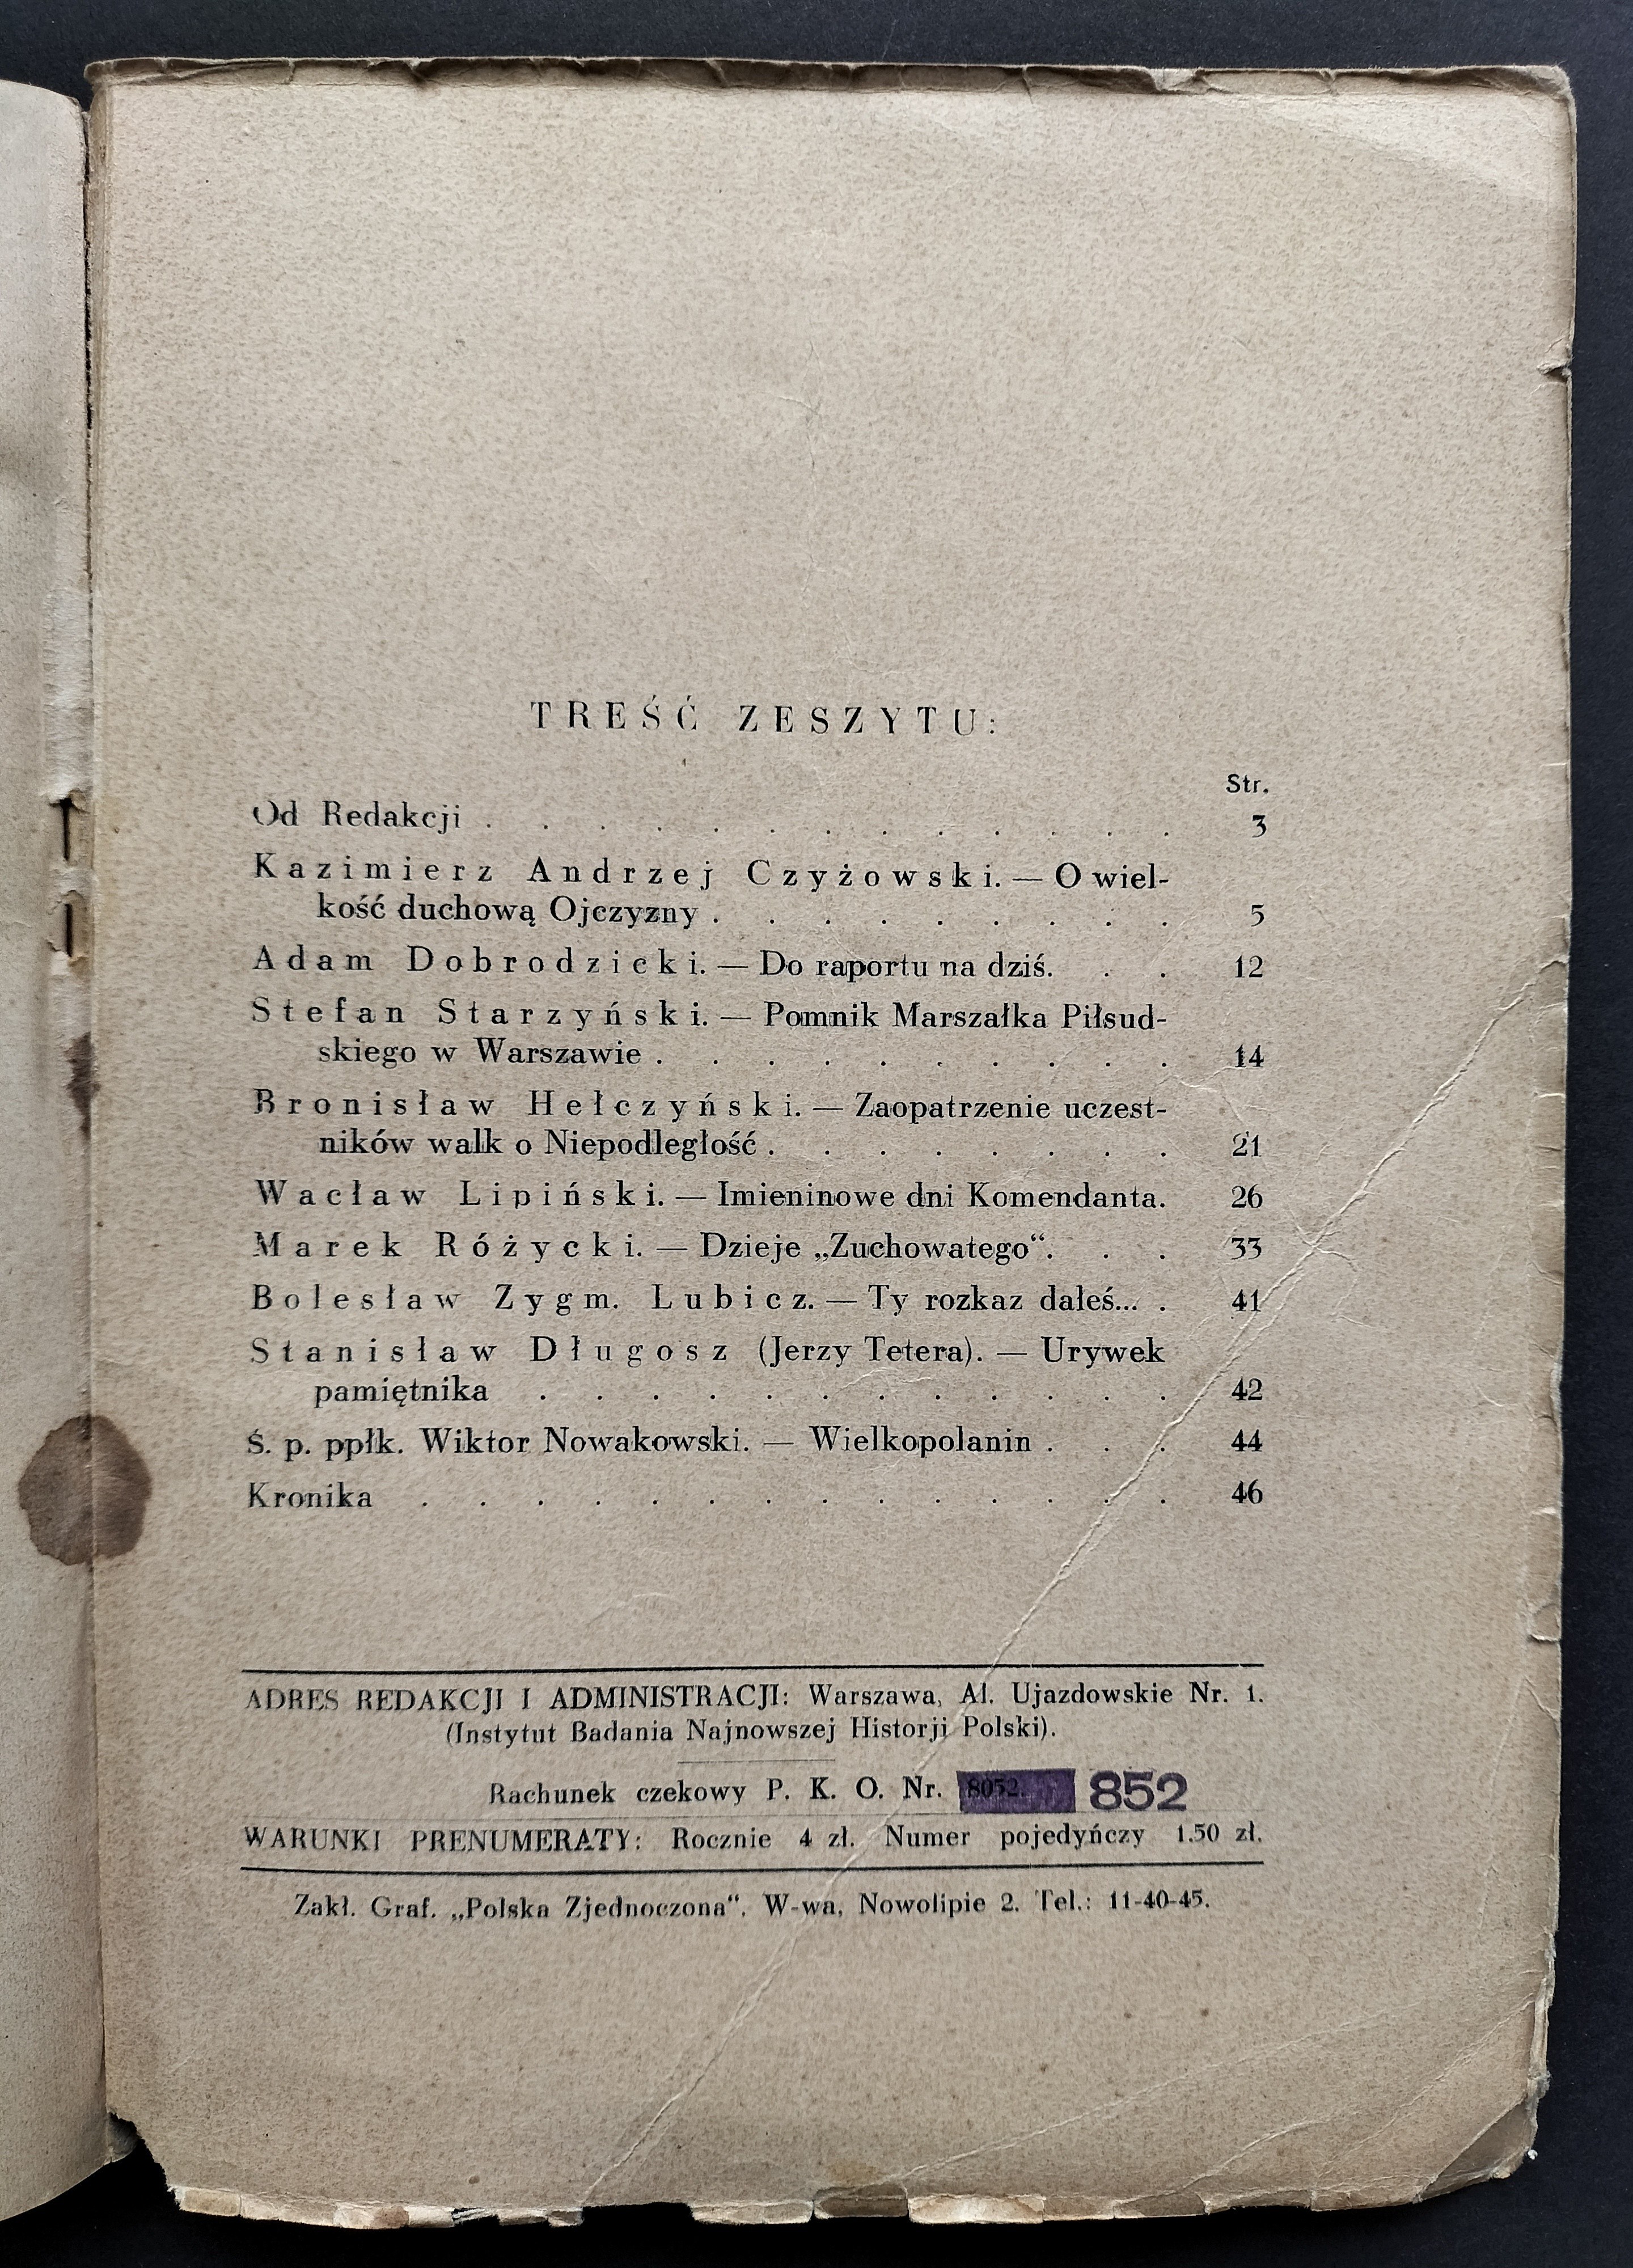 TREŚĆ ZESZYTU:
Str.
Od Redakcji . . . . . . . . . . . . . 3
Kazimierz Andrzej Czyżowski. — O wiel-
kość duchową Ojczyzny . . . . . . . . . 5
Adam Dobrodzicki. — Do raportu na dziś. . . 12
Stefan Starzyński. — Pomnik Marszałka Piłsud-
skiego w Warszawie . . . . . . . . . . 14
Bronisław Hełczyński. — Zaopatrzenie uczest-
ników walk o Niepodległość . . . . . . . . 21
Wacław Lipiński. — Imieninowe dni Komendanta. 26
Marek Różycki. — Dzieje „Zuchowatego“. . . 33
Bolesław Zygm. Lubicz. — Ty rozkaz dałeś... . 41
Stanisław Długosz (Jerzy Tetera). — Urywek
pamiętnika . . . . . . . . . . . . 42
Ś. p. ppłk. Wiktor Nowakowski. — Wielkopolanin . . . 44
Kronika . . . . . . . . . . . . . . 46
ADRES REDAKCJI I ADMINISTRACJI: Warszawa, Al. Ujazdowskie Nr. 1.
(Instytut Badania Najnowszej Historji Polski).
Rachunek czekowy P. K. O. Nr. 8052. 852
WARUNKI PRENUMERATY: Rocznie 4 zł. Numer pojedyńczy 1.50 zł.
Zakł. Graf. „Polska Zjednoczona“, W-wa, Nowolipie 2. Tel.: 11-40-45.